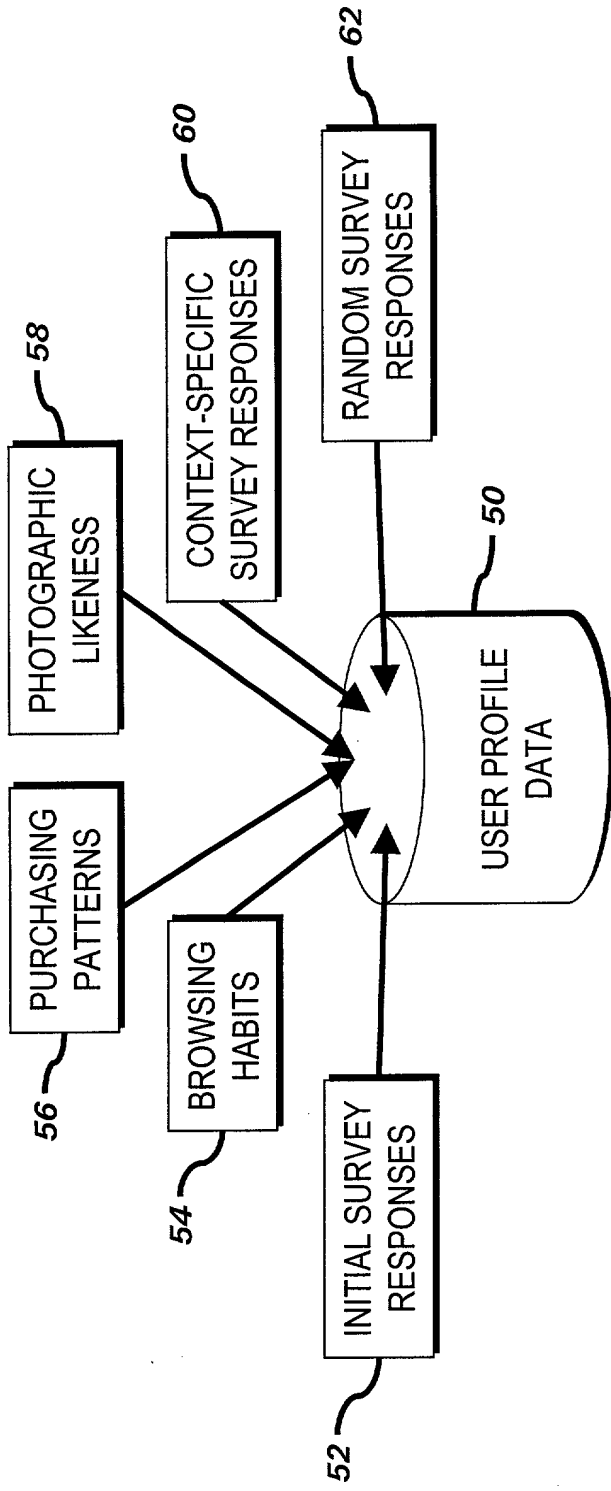 56
PURCHASING
PATTERNS
PHOTOGRAPHIC
LIKENESS
58
54
BROWSING
HABITS
CONTEXT-SPECIFIC
SURVEY RESPONSES
60
52
INITIAL SURVEY
RESPONSES
RANDOM SURVEY
RESPONSES
62
USER PROFILE
DATA
50